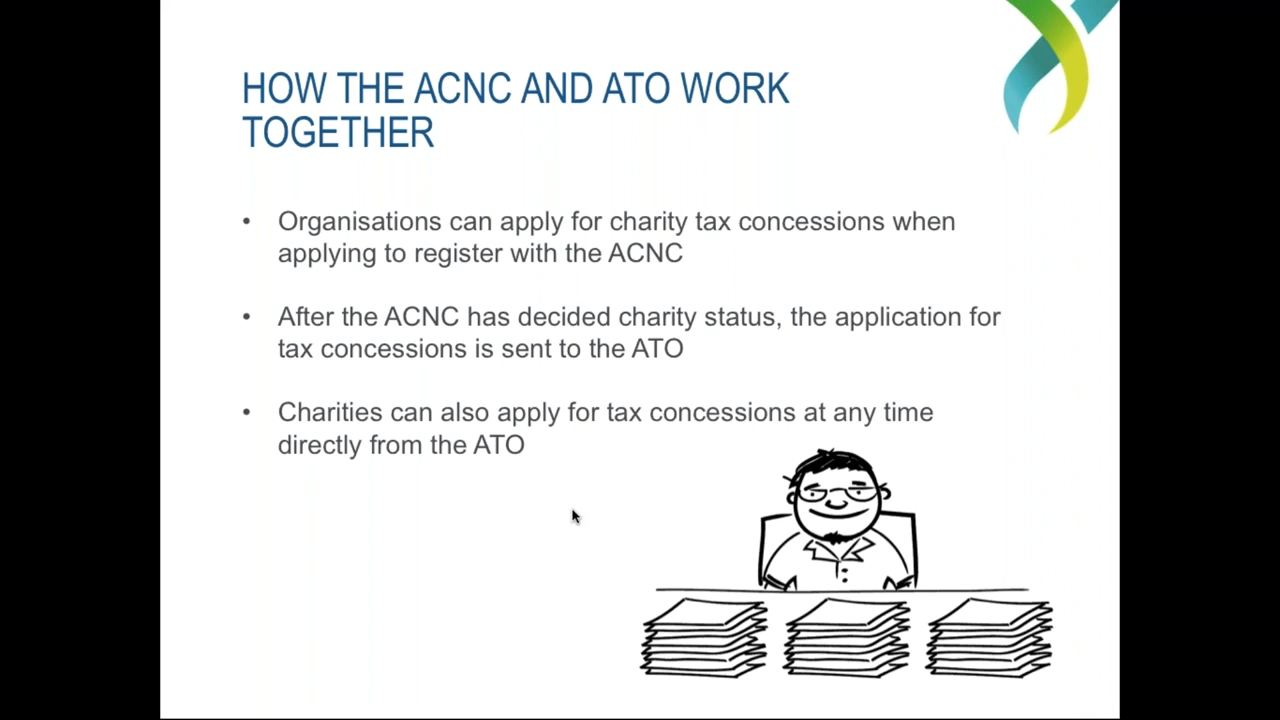 HOW THE ACNC AND ATO WORK
TOGETHER
• Organisations can apply for charity tax concessions when
applying to register with the ACNC
• After the ACNC has decided charity status, the application for
tax concessions is sent to the ATO
• Charities can also apply for tax concessions at any time
directly from the ATO